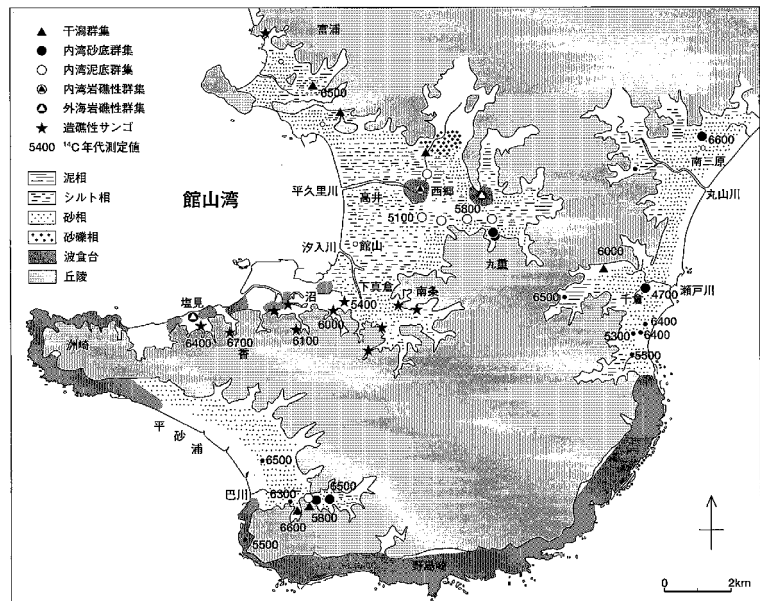 ▲ 干潟群集
● 内湾砂底群集
○ 内湾泥底群集
内湾岩礁性群集
外海岩礁性群集
★ 造礁性サンゴ
5400 ¹⁴C年代測定値
泥相
シルト相
砂相
砂礫相
波食台
丘陵
富浦
6500
6600
南三原
丸山川
館山湾
平久里川
高井
西郷
5100
5800
汐入川
館山
九重
6000
瀬戸川
千倉
4700
6500
6400
6400
5300
5500
下真倉
南条
5400
沼
6000
塩見
6400
6700
6100
香
洲崎
平砂浦
6500
巴川
6300
6500
6600
5800
5500
野島崎
0 2km